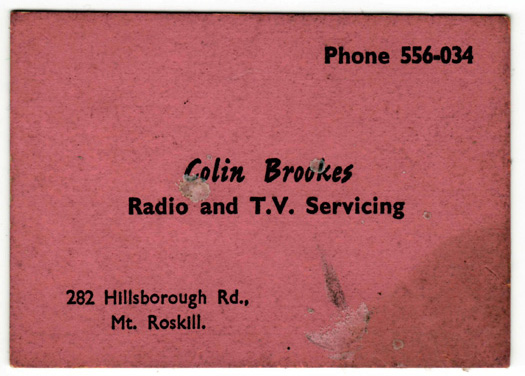 Phone 556-034
Colin Brookes
Radio and T.V. Servicing
282 Hillsborough Rd.,
Mt. Roskill.